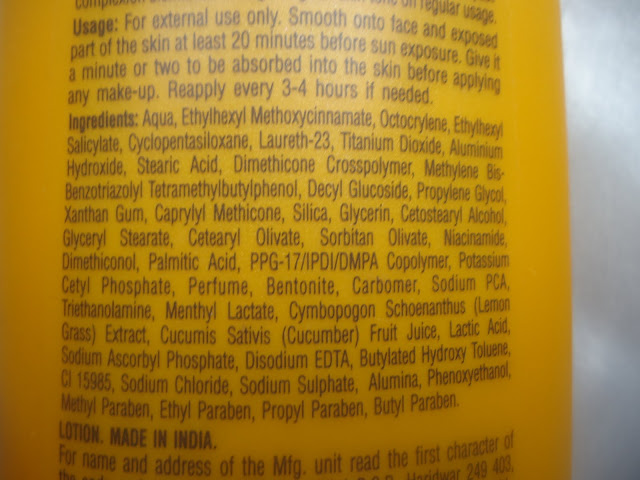 complexion
on regular usage.
Usage: For external use only. Smooth onto face and exposed
part of the skin at least 20 minutes before sun exposure. Give it
a minute or two to be absorbed into the skin before applying
any make-up. Reapply every 3-4 hours if needed.
Ingredients: Aqua, Ethylhexyl Methoxycinnamate, Octocrylene, Ethylhexyl
Salicylate, Cyclopentasiloxane, Laureth-23, Titanium Dioxide, Aluminium
Hydroxide, Stearic Acid, Dimethicone Crosspolymer, Methylene Bis-
Benzotriazolyl Tetramethylbutylphenol, Decyl Glucoside, Propylene Glycol,
Xanthan Gum, Caprylyl Methicone, Silica, Glycerin, Cetostearyl Alcohol,
Glyceryl Stearate, Cetearyl Olivate, Sorbitan Olivate, Niacinamide,
Dimethiconol, Palmitic Acid, PPG-17/IPDI/DMPA Copolymer, Potassium
Cetyl Phosphate, Perfume, Bentonite, Carbomer, Sodium PCA,
Triethanolamine, Menthyl Lactate, Cymbopogon Schoenanthus (Lemon
Grass) Extract, Cucumis Sativis (Cucumber) Fruit Juice, Lactic Acid,
Sodium Ascorbyl Phosphate, Disodium EDTA, Butylated Hydroxy Toluene,
CI 15985, Sodium Chloride, Sodium Sulphate, Alumina, Phenoxyethanol,
Methyl Paraben, Ethyl Paraben, Propyl Paraben, Butyl Paraben.
LOTION. MADE IN INDIA.
For name and address of the Mfg. unit read the first character of
Haridwar 249 403,